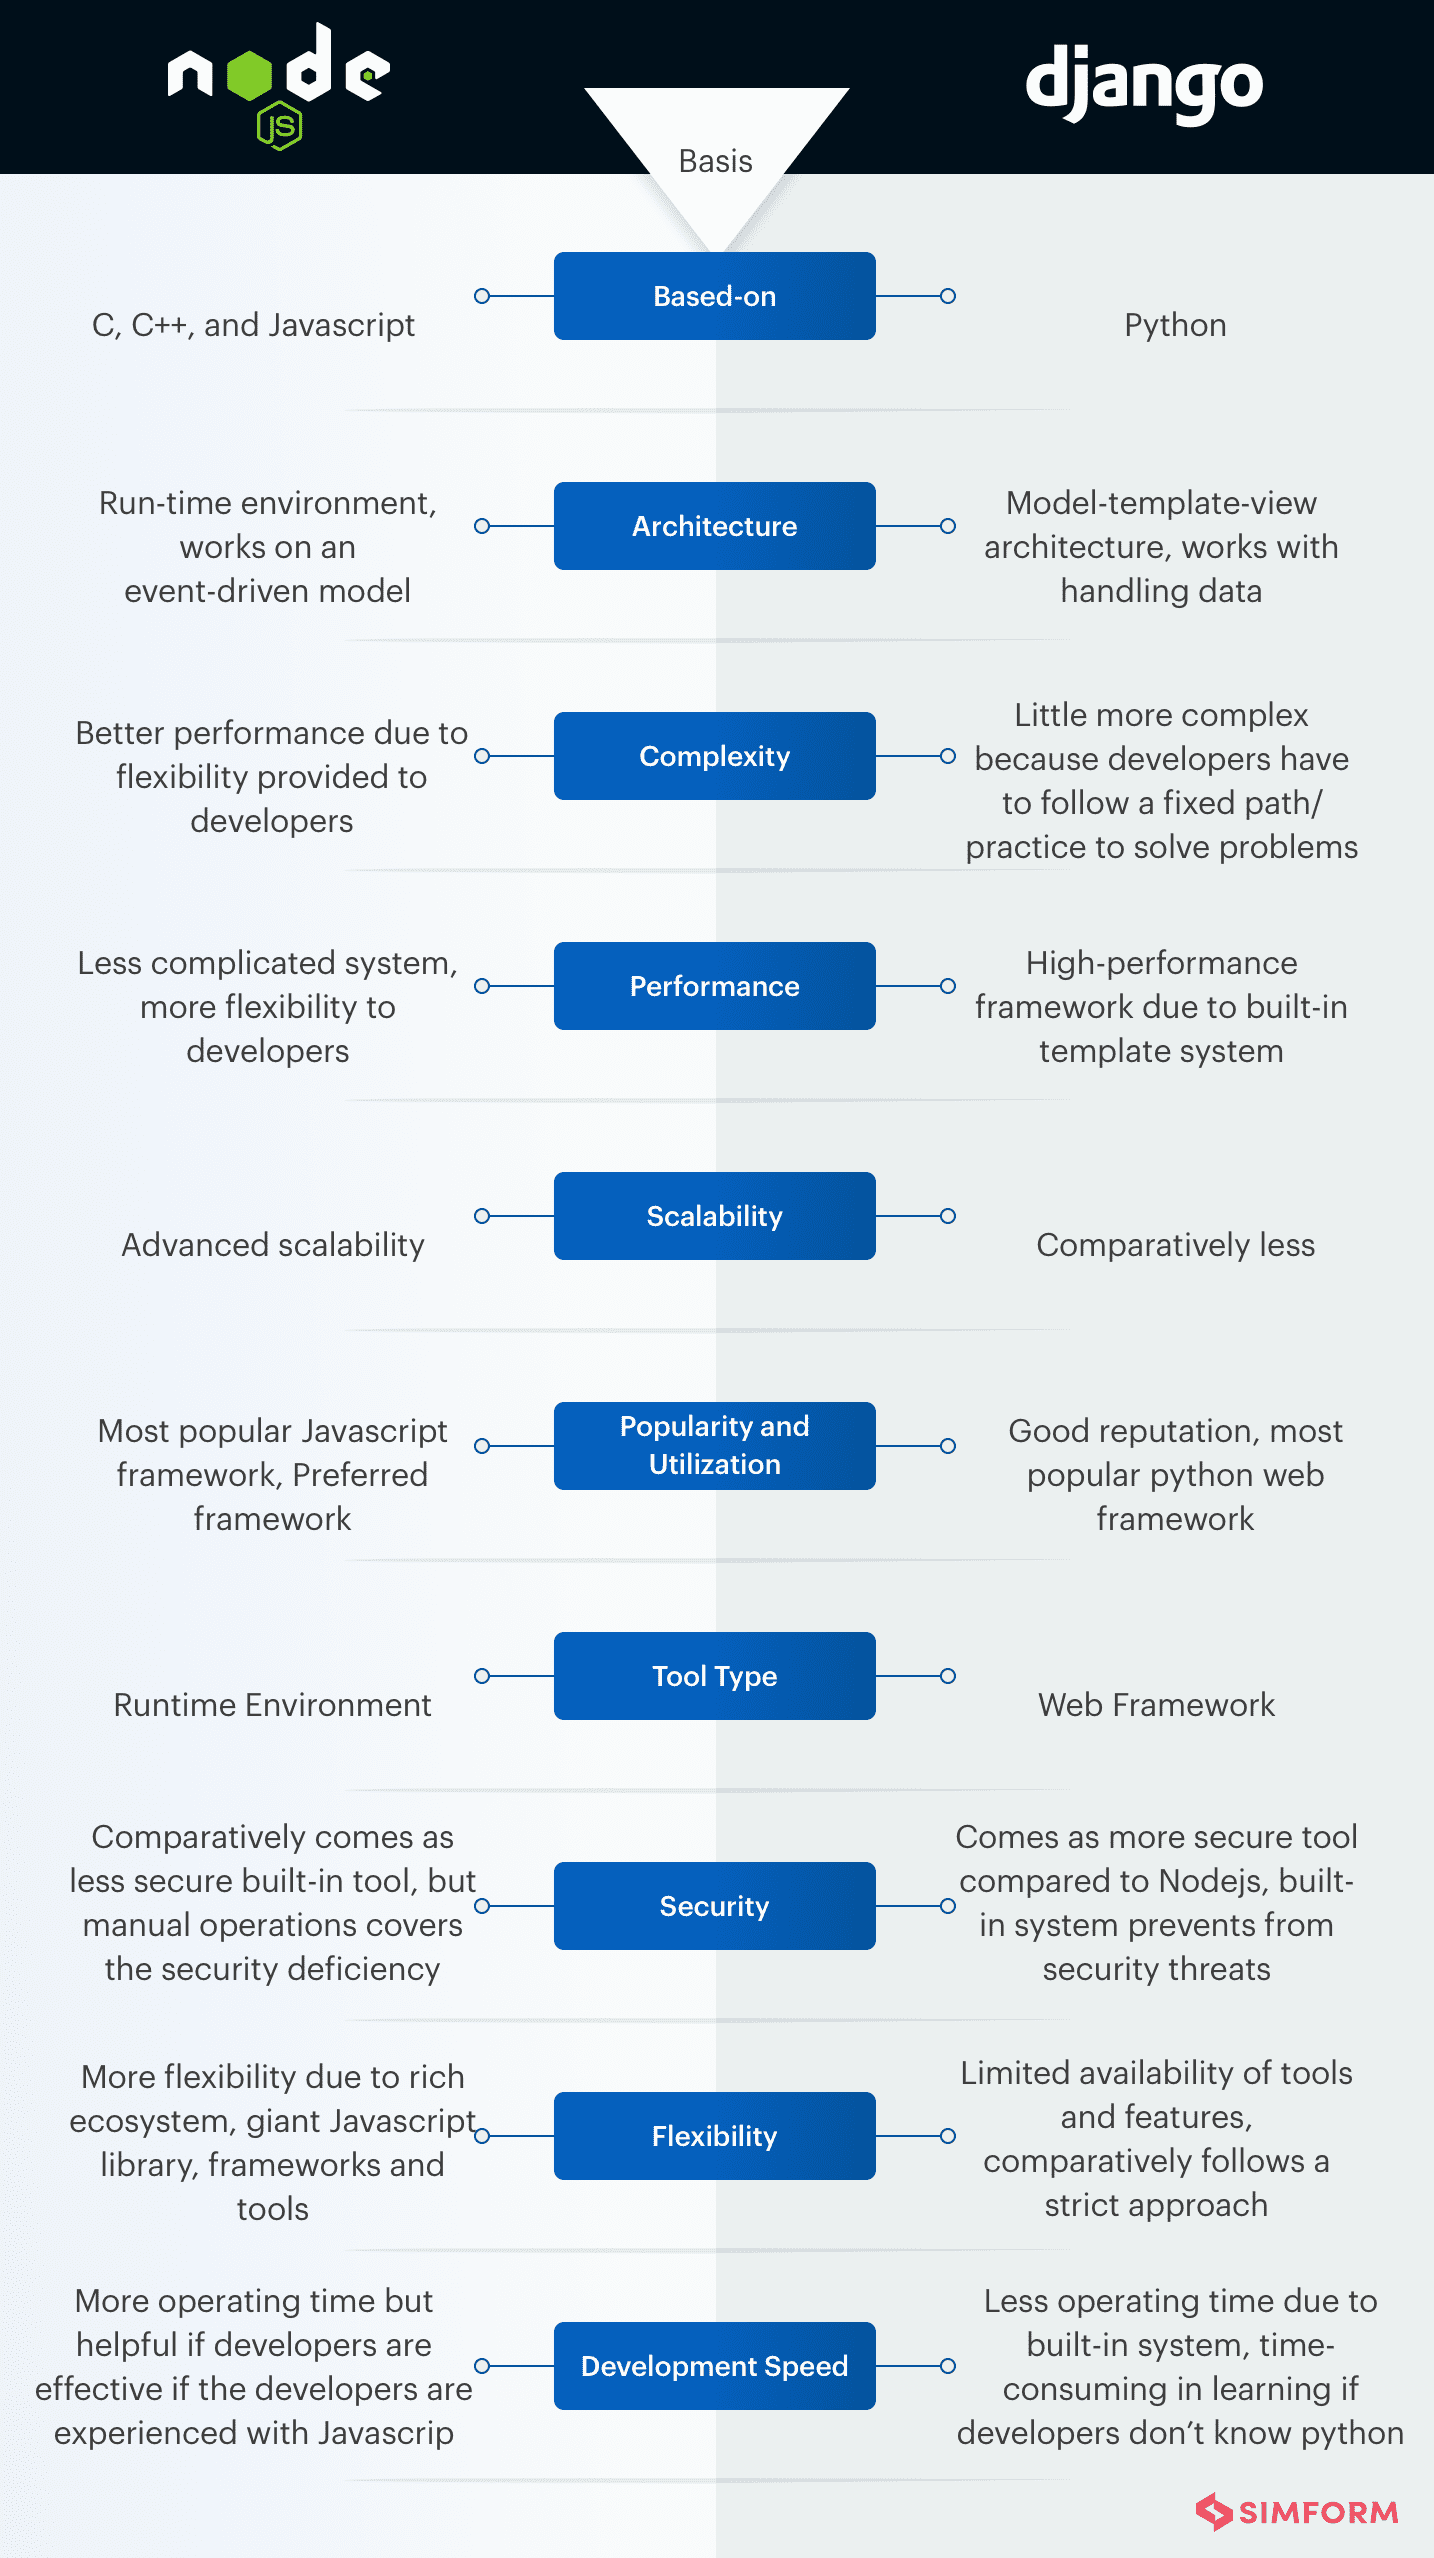 node
JS
django
Basis
Based-on
C, C++, and Javascript
Python
Architecture
Run-time environment,
works on an
event-driven model
Model-template-view
architecture, works with
handling data
Complexity
Better performance due to
flexibility provided to
developers
Little more complex
because developers have
to follow a fixed path/
practice to solve problems
Performance
Less complicated system,
more flexibility to
developers
High-performance
framework due to built-in
template system
Scalability
Advanced scalability
Comparatively less
Popularity and
Utilization
Most popular Javascript
framework, Preferred
framework
Good reputation, most
popular python web
framework
Tool Type
Runtime Environment
Web Framework
Security
Comparatively comes as
less secure built-in tool, but
manual operations covers
the security deficiency
Comes as more secure tool
compared to Nodejs, built-
in system prevents from
security threats
Flexibility
More flexibility due to rich
ecosystem, giant Javascript
library, frameworks and
tools
Limited availability of tools
and features,
comparatively follows a
strict approach
Development Speed
More operating time but
helpful if developers are
effective if the developers are
experienced with Javascrip
Less operating time due to
built-in system, time-
consuming in learning if
developers don't know python
SIMFORM